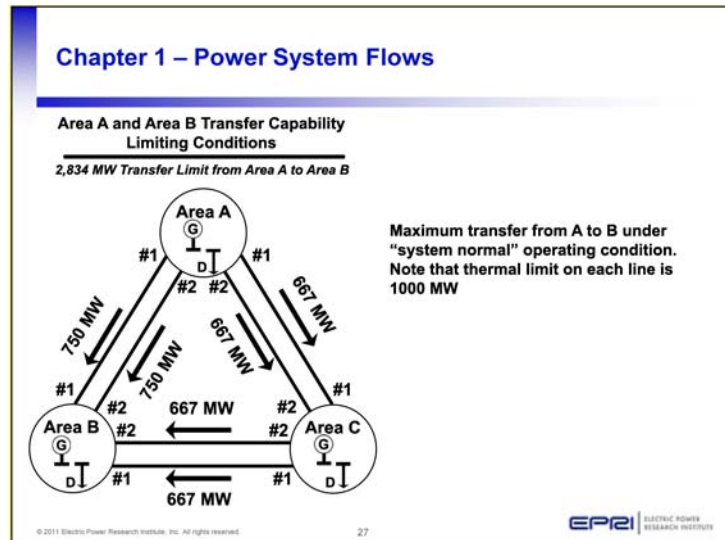 Chapter 1 – Power System Flows
Area A and Area B Transfer Capability
Limiting Conditions
2,834 MW Transfer Limit from Area A to Area B
Area A
G
D
#1
#2
#2
#1
750 MW
750 MW
667 MW
667 MW
Maximum transfer from A to B under
“system normal” operating condition.
Note that thermal limit on each line is
1000 MW
#1
#2
#2
#1
Area B
G
D
#2
#1
667 MW
667 MW
#2
#1
Area C
G
D
© 2011 Electric Power Research Institute, Inc. All rights reserved.
27
EPRI
ELECTRIC POWER
RESEARCH INSTITUTE